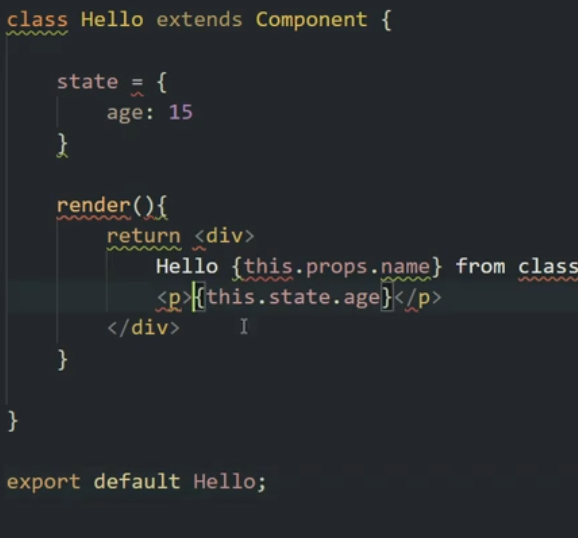 class Hello extends Component {
state = {
age: 15
}
render(){
return <div>
Hello {this.props.name} from class
<p>{this.state.age}</p>
</div>
}
}
export default Hello;